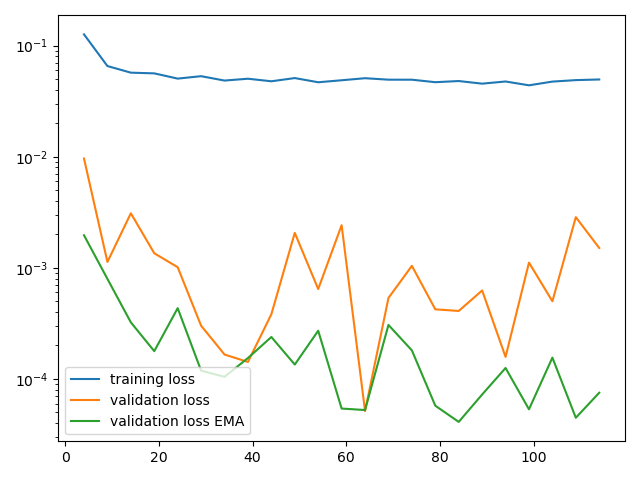 10⁻¹
10⁻²
10⁻³
10⁻⁴
training loss
validation loss
validation loss EMA
0 20 40 60 80 100